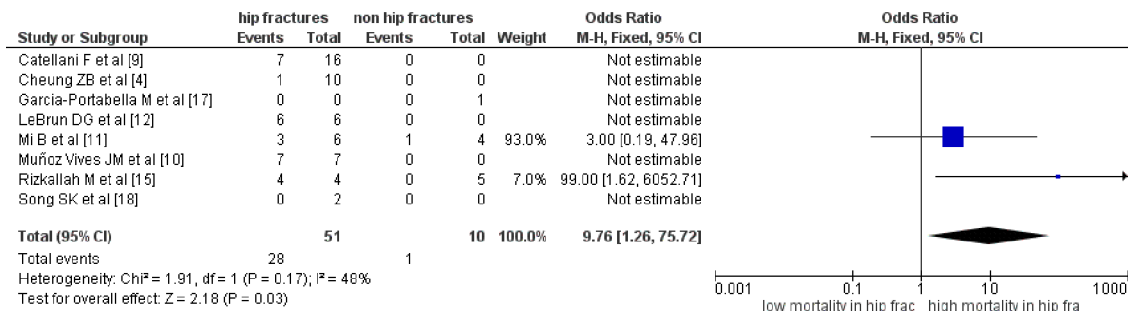 hip fractures non hip fractures Odds Ratio Odds Ratio
Study or Subgroup Events Total Events Total Weight M-H, Fixed, 95% CI M-H, Fixed, 95% CI
Catellani F et al [9] 7 16 0 0 Not estimable
Cheung ZB et al [4] 1 10 0 0 Not estimable
Garcia-Portabella M et al [17] 0 0 0 1 Not estimable
LeBrun DG et al [12] 6 6 0 0 Not estimable
Mi B et al [11] 3 6 1 4 93.0% 3.00 [0.19, 47.96]
Muñoz Vives JM et al [10] 7 7 0 0 Not estimable
Rizkallah M et al [15] 4 4 0 5 7.0% 99.00 [1.62, 6052.71]
Song SK et al [18] 0 2 0 0 Not estimable
Total (95% CI) 51 10 100.0% 9.76 [1.26, 75.72]
Total events 28 1
Heterogeneity: Chi² = 1.91, df = 1 (P = 0.17); I² = 48%
Test for overall effect: Z = 2.18 (P = 0.03)
0.001 0.1 1 10 1000
low mortality in hip frac high mortality in hip fra